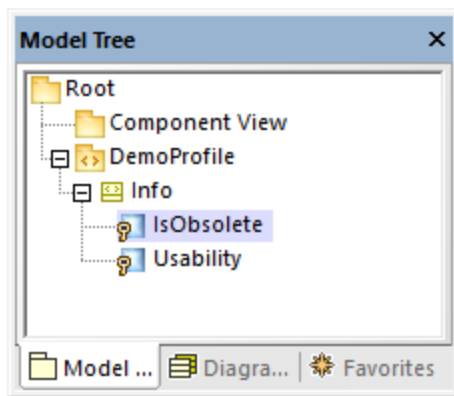 Model Tree
Root
Component View
DemoProfile
Info
IsObsolete
Usability
Model ... Diagra... Favorites